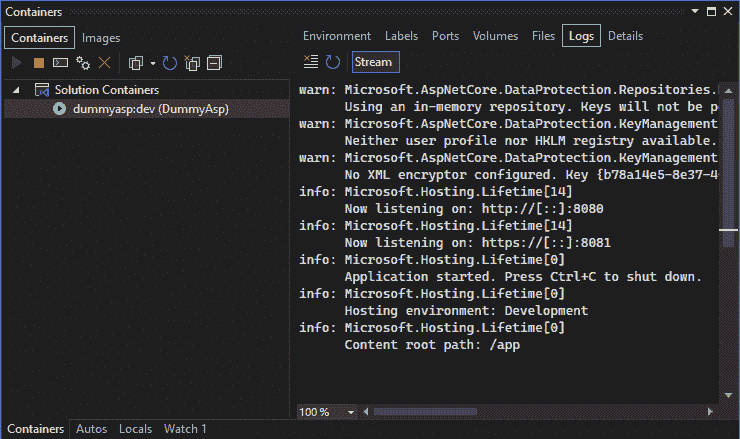 Containers
Containers Images
Solution Containers
dummyasp:dev (DummyAsp)
Environment Labels Ports Volumes Files Logs Details
Stream
warn: Microsoft.AspNetCore.DataProtection.Repositories.
Using an in-memory repository. Keys will not be p
warn: Microsoft.AspNetCore.DataProtection.KeyManagement
Neither user profile nor HKLM registry available.
warn: Microsoft.AspNetCore.DataProtection.KeyManagement
No XML encryptor configured. Key {b78a14e5-8e37-4
info: Microsoft.Hosting.Lifetime[14]
Now listening on: http://[::]:8080
info: Microsoft.Hosting.Lifetime[14]
Now listening on: https://[::]:8081
info: Microsoft.Hosting.Lifetime[0]
Application started. Press Ctrl+C to shut down.
info: Microsoft.Hosting.Lifetime[0]
Hosting environment: Development
info: Microsoft.Hosting.Lifetime[0]
Content root path: /app
100 %
Containers Autos Locals Watch 1